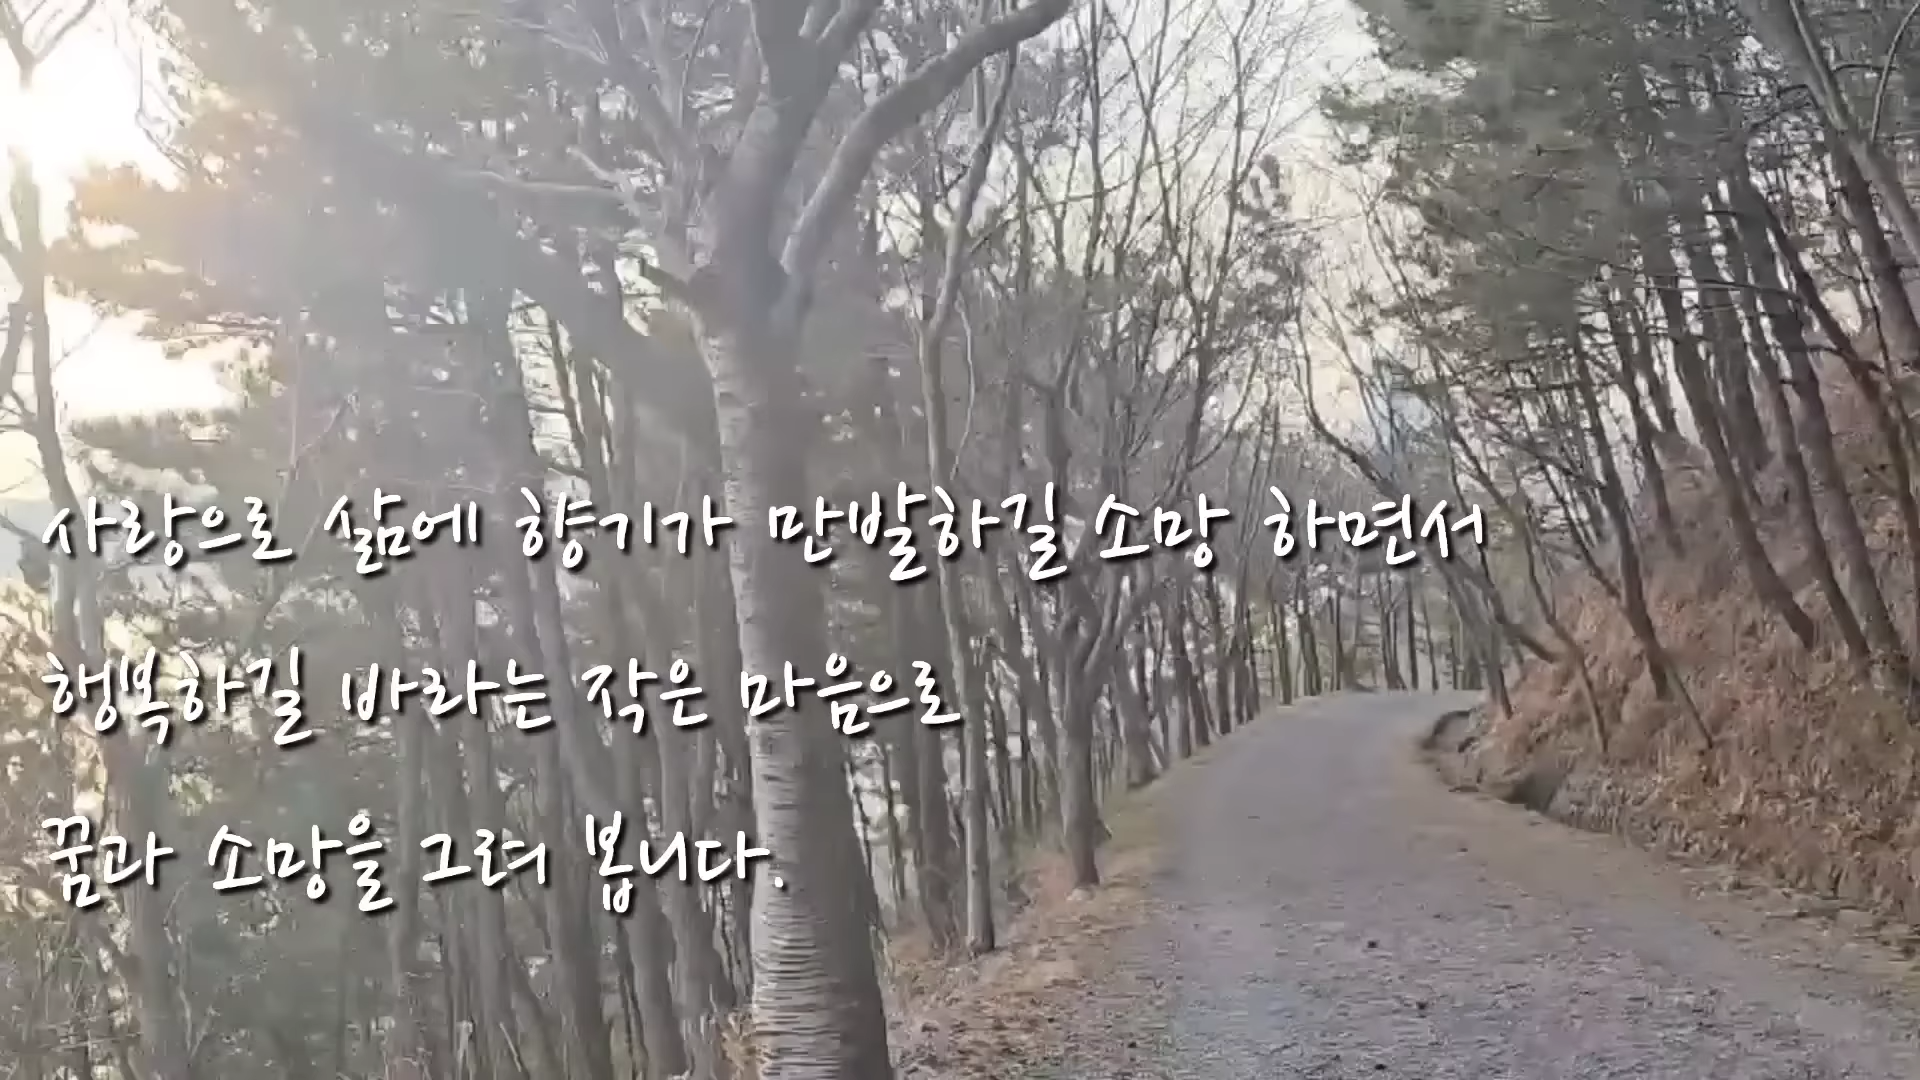 사랑으로 삶에 향기가 만발하길 소망 하면서
행복하길 바라는 작은 마음으로
꿈과 소망을 그려 봅니다.